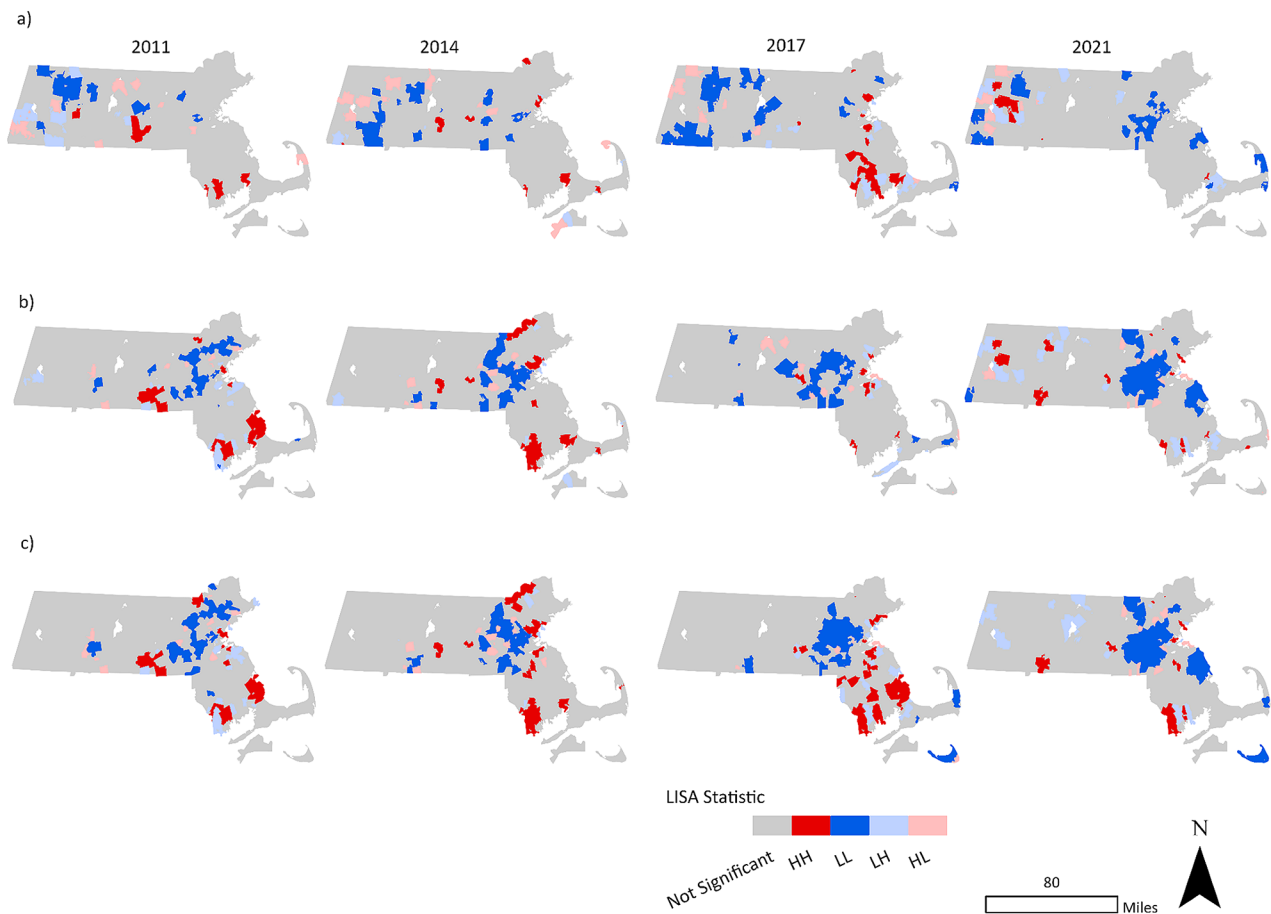 a)
2011 2014 2017 2021
b)
c)
LISA Statistic
Not Significant HH LL LH HL
N
80
Miles